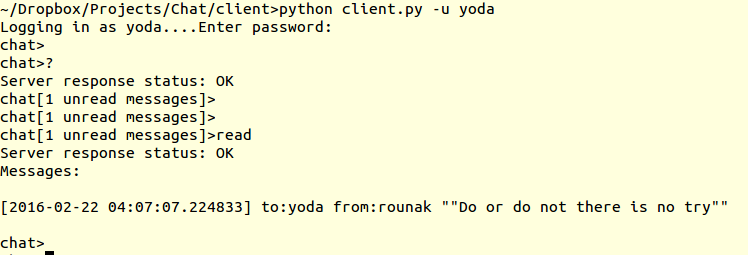 ~/Dropbox/Projects/Chat/client>python client.py -u yoda
Logging in as yoda....Enter password:
chat>
chat>?
Server response status: OK
chat[1 unread messages]>
chat[1 unread messages]>
chat[1 unread messages]>read
Server response status: OK
Messages:
[2016-02-22 04:07:07.224833] to:yoda from:rounak ""Do or do not there is no try""
chat>